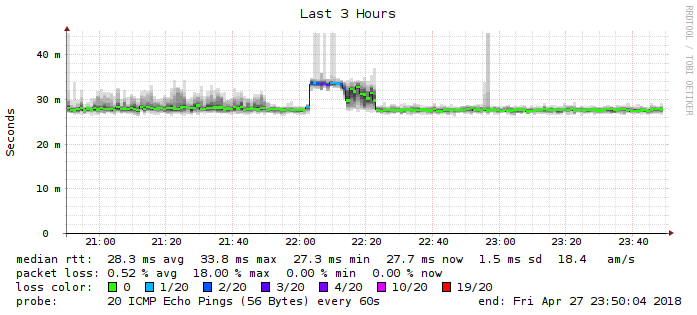 Last 3 Hours
RRDTOOL / TOBI OETIKER
Seconds
40 m
30 m
20 m
10 m
0
21:00 21:20 21:40 22:00 22:20 22:40 23:00 23:20 23:40
median rtt: 28.3 ms avg 33.8 ms max 27.3 ms min 27.7 ms now 1.5 ms sd 18.4 am/s
packet loss: 0.52 % avg 18.00 % max 0.00 % min 0.00 % now
loss color: 0 1/20 2/20 3/20 4/20 10/20 19/20
probe: 20 ICMP Echo Pings (56 Bytes) every 60s end: Fri Apr 27 23:50:04 2018